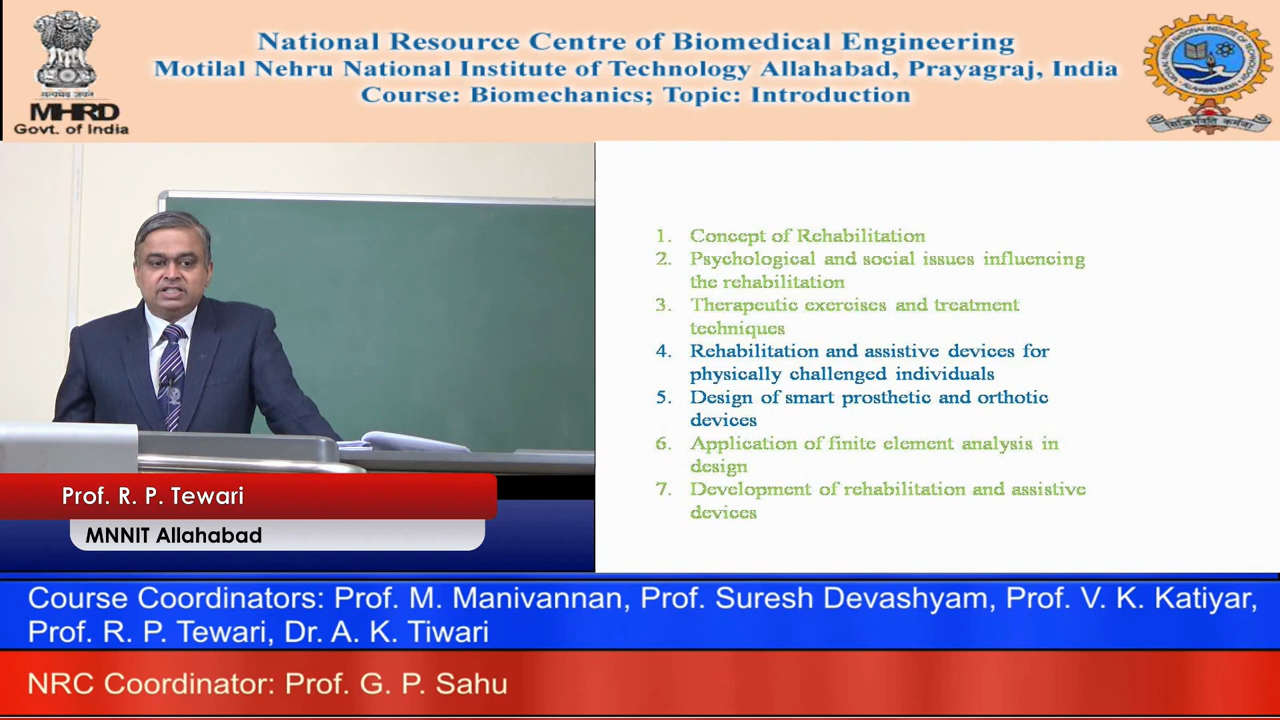 National Resource Centre of Biomedical Engineering
Motilal Nehru National Institute of Technology Allahabad, Prayagraj, India
Course: Biomechanics; Topic: Introduction
सत्यमेव जयते
MHRD
Govt. of India
1. Concept of Rehabilitation
2. Psychological and social issues influencing
the rehabilitation
3. Therapeutic exercises and treatment
techniques
4. Rehabilitation and assistive devices for
physically challenged individuals
5. Design of smart prosthetic and orthotic
devices
6. Application of finite element analysis in
design
7. Development of rehabilitation and assistive
devices
Prof. R. P. Tewari
MNNIT Allahabad
Course Coordinators: Prof. M. Manivannan, Prof. Suresh Devashyam, Prof. V. K. Katiyar,
Prof. R. P. Tewari, Dr. A. K. Tiwari
NRC Coordinator: Prof. G. P. Sahu